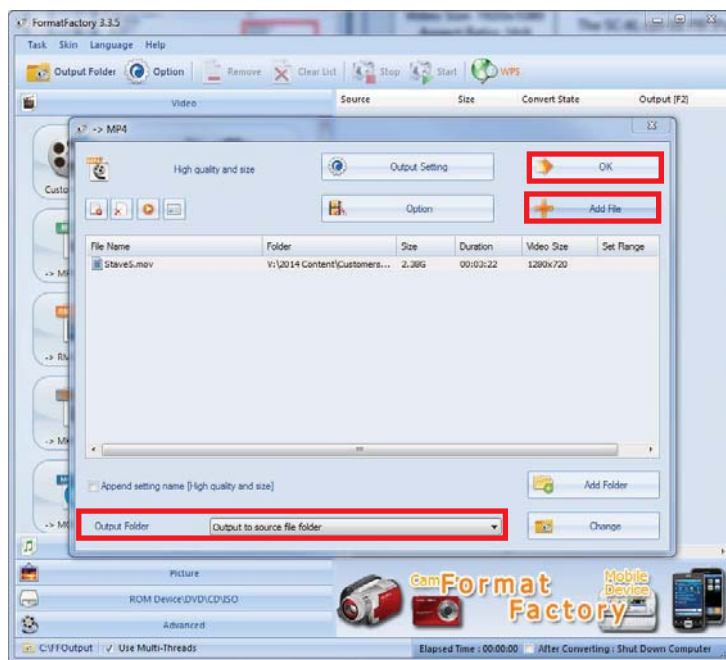 FormatFactory 3.3.5
Task Skin Language Help
Output Folder Option Remove Clear List Stop Start WPS
Video Source Size Convert State Output [F2]
-> MP4
High quality and size Output Setting OK
Option Add File
File Name Folder Size Duration Video Size Set Range
StaveS.mov V:\2014 Content\Customers... 2.38G 00:03:22 1280x720
Append setting name [High quality and size] Add Folder
Output Folder Output to source file folder Change
Picture
ROM Device\DVD\CD\ISO
Advanced
Cam Format Factory Mobile Device
C:\FFOutput Use Multi-Threads Elapsed Time : 00:00:00 After Converting : Shut Down Computer